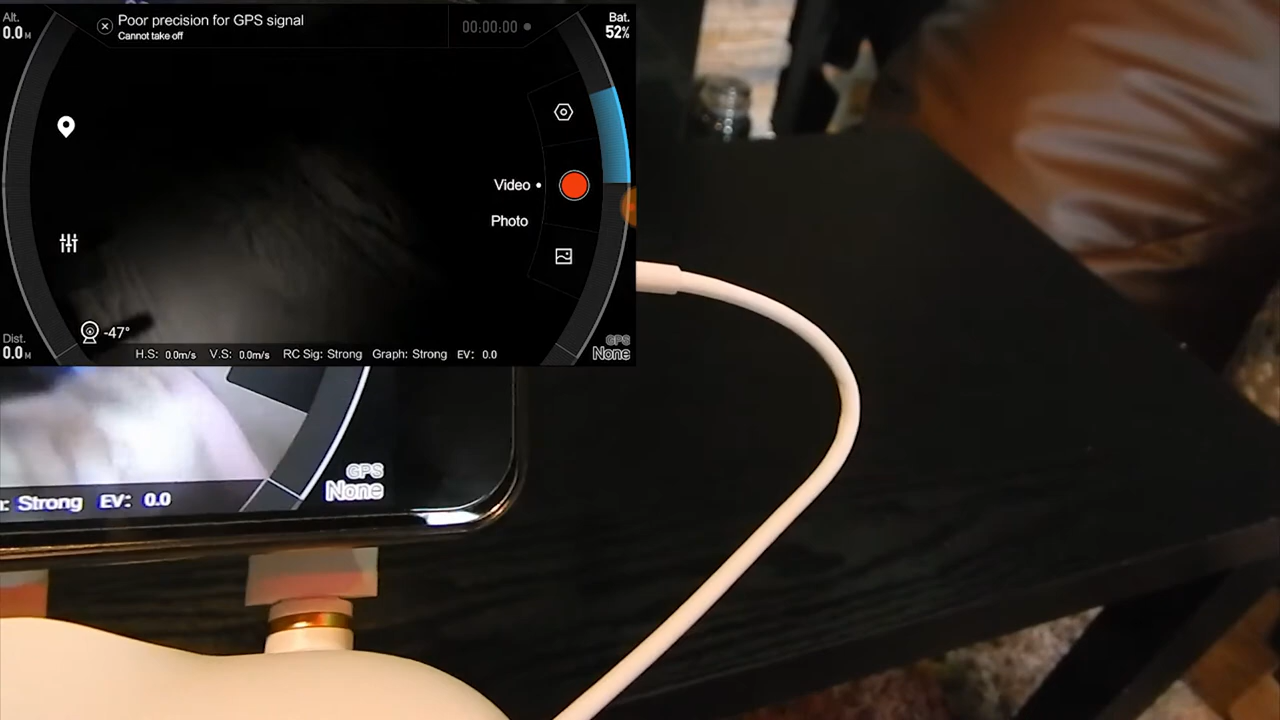 Alt.
0.0 M
Poor precision for GPS signal
Cannot take off
00:00:00
Bat.
52%
Video
Photo
-47°
Dist.
0.0 M
H.S: 0.0m/s V.S: 0.0m/s RC Sig: Strong Graph: Strong EV: 0.0
GPS
None
GPS
None
: Strong EV: 0.0